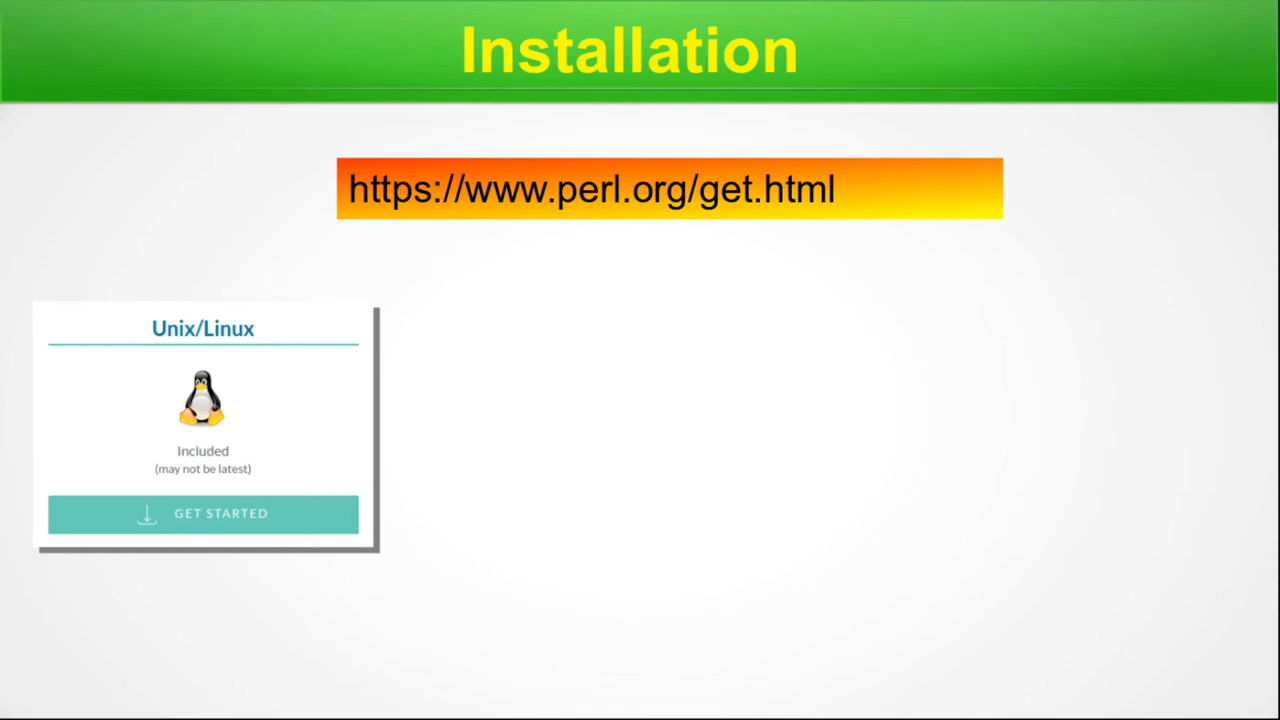 Installation
https://www.perl.org/get.html
Unix/Linux
Included
(may not be latest)
GET STARTED